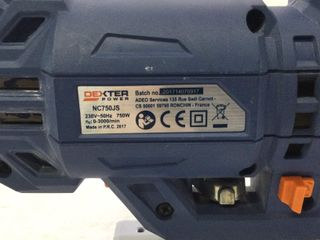 DEXTER
POWER
NC750JS
230V~50Hz 750W
n₀: 0-3000/min
Made in P.R.C. 2017
Batch no.
ADEO Services 135 Rue Sadi Carnot -
CS 00001 59790 RONCHIN - France
CE